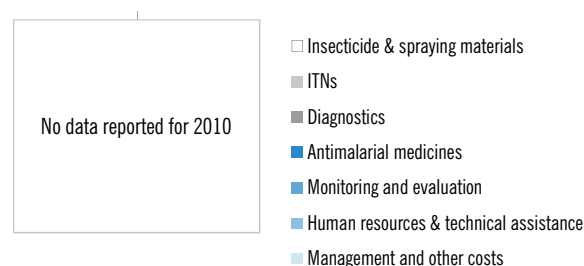 No data reported for 2010
Insecticide & spraying materials
ITNs
Diagnostics
Antimalarial medicines
Monitoring and evaluation
Human resources & technical assistance
Management and other costs